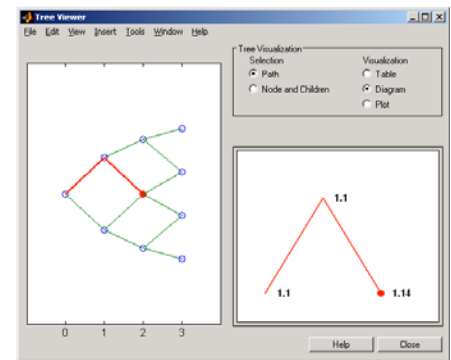 Tree Viewer
File Edit View Insert Tools Window Help
Tree Visualization
Selection
Visualization
Path
Table
Node and Children
Diagram
Plot
1.1
1.1
1.14
0 1 2 3
Help Close